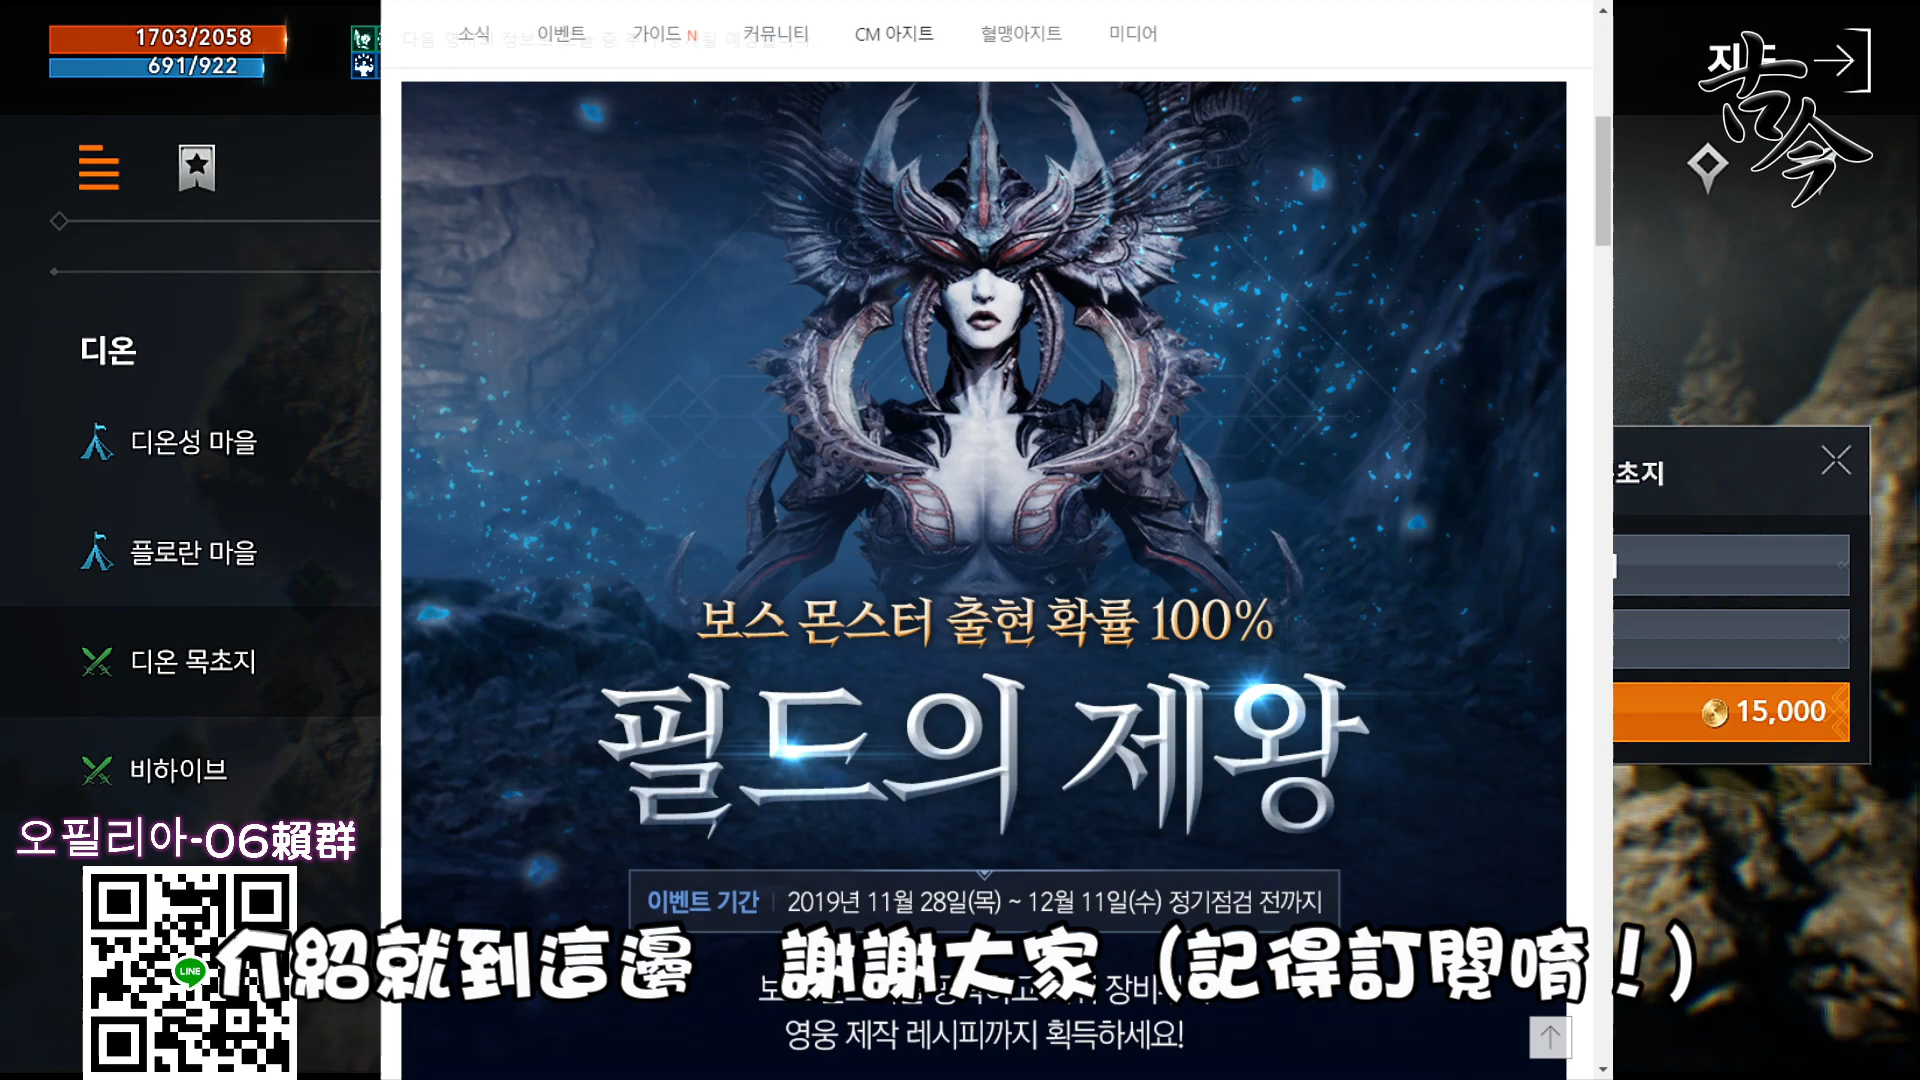 1703/2058
691/922
소식 이벤트 가이드 N 커뮤니티 CM 아지트 혈맹아지트 미디어
古今
디온
디온성 마을
플로란 마을
디온 목초지
비하이브
초지
15,000
보스 몬스터 출현 확률 100%
필드의 제왕
이벤트 기간 2019년 11월 28일(목) ~ 12월 11일(수) 정기점검 전까지
영웅 제작 레시피까지 획득하세요!
오필리아-06賴群
LINE
介紹就到這邊 謝謝大家（記得訂閱唷！）